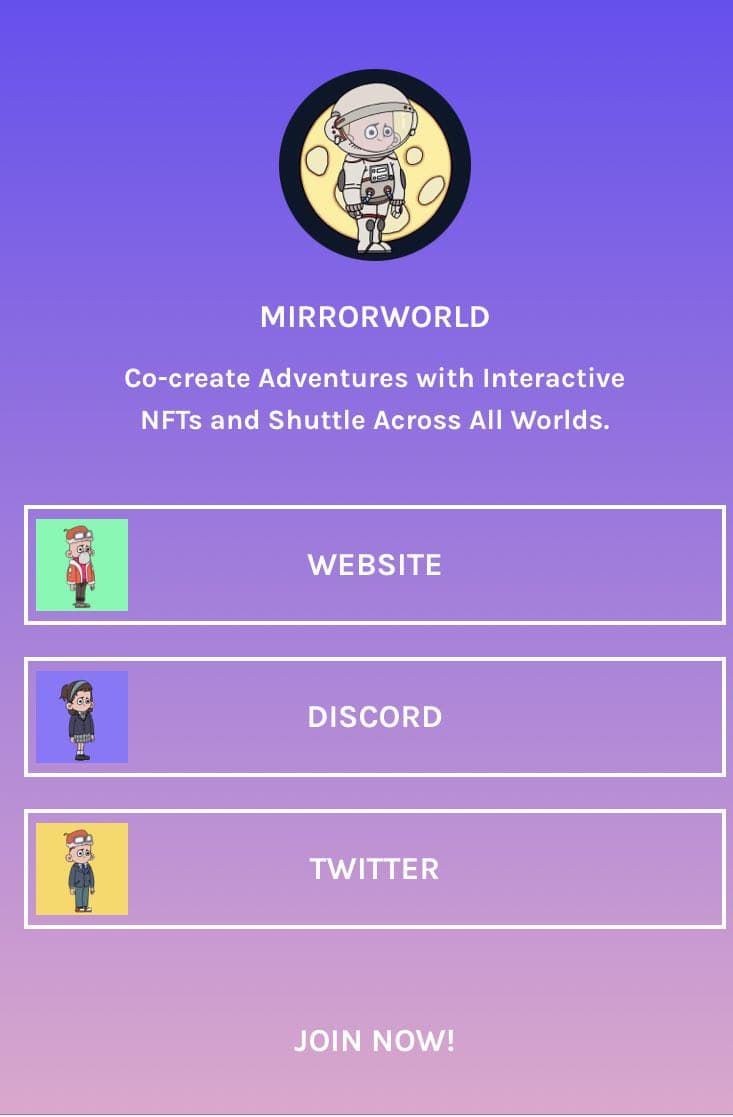 MIRRORWORLD
Co-create Adventures with Interactive
NFTs and Shuttle Across All Worlds.
WEBSITE
DISCORD
TWITTER
JOIN NOW!